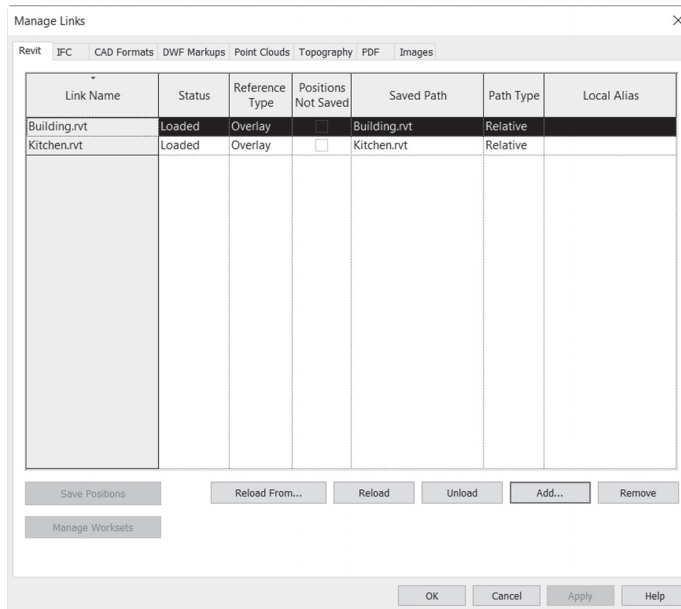 Manage Links
Revit IFC CAD Formats DWF Markups Point Clouds Topography PDF Images
Link Name Status Reference Type Positions Not Saved Saved Path Path Type Local Alias
Building.rvt Loaded Overlay Building.rvt Relative
Kitchen.rvt Loaded Overlay Kitchen.rvt Relative
Save Positions Reload From... Reload Unload Add... Remove
Manage Worksets
OK Cancel Apply Help